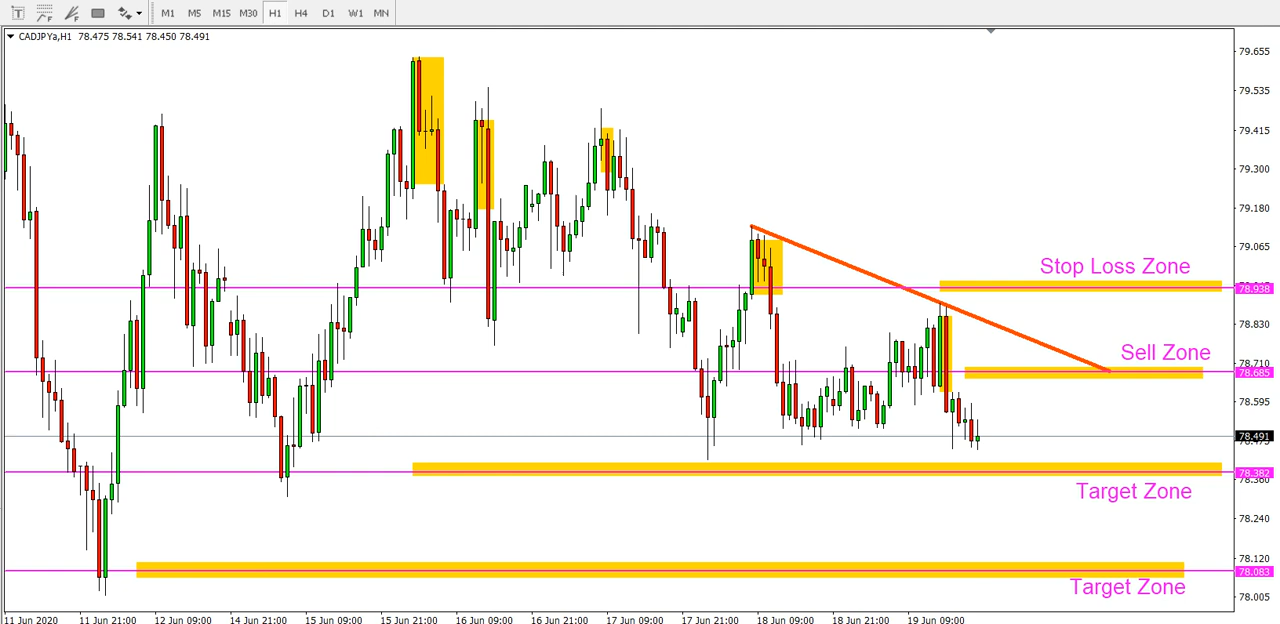 T F F M1 M5 M15 M30 H1 H4 D1 W1 MN
CADJPYa,H1 78.475 78.541 78.450 78.491
79.655
79.535
79.415
79.300
79.180
79.065
Stop Loss Zone
78.938
78.830
Sell Zone
78.710
78.685
78.595
78.491
78.475
78.382
78.360
Target Zone
78.240
78.120
78.083
Target Zone
78.005
11 Jun 2020 11 Jun 21:00 12 Jun 09:00 14 Jun 21:00 15 Jun 09:00 15 Jun 21:00 16 Jun 09:00 16 Jun 21:00 17 Jun 09:00 17 Jun 21:00 18 Jun 09:00 18 Jun 21:00 19 Jun 09:00